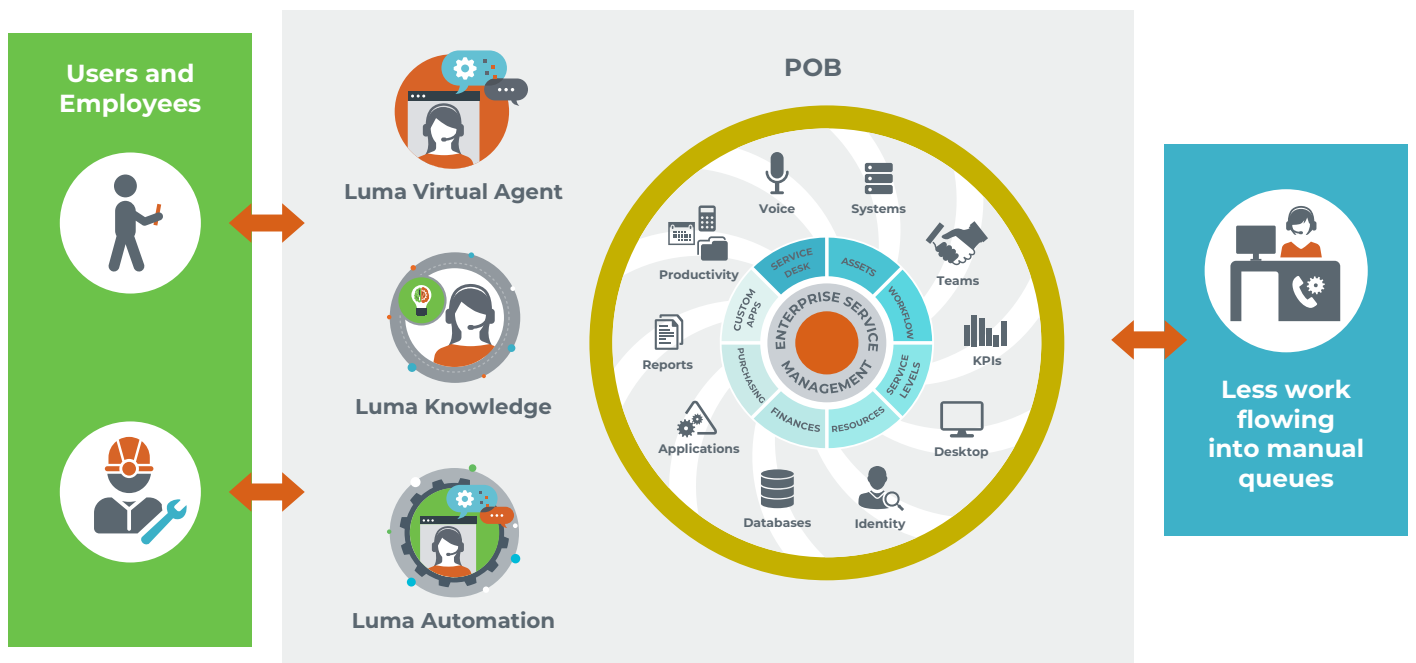 Users and
Employees
Luma Virtual Agent
Luma Knowledge
Luma Automation
POB
Voice
Systems
Productivity
Teams
Reports
KPIs
Applications
Desktop
Databases
Identity
SERVICE
DESK
ASSETS
WORKFLOW
SERVICE
LEVELS
RESOURCES
FINANCES
PURCHASING
CUSTOM
APPS
ENTERPRISE SERVICE
MANAGEMENT
Less work
flowing
into manual
queues